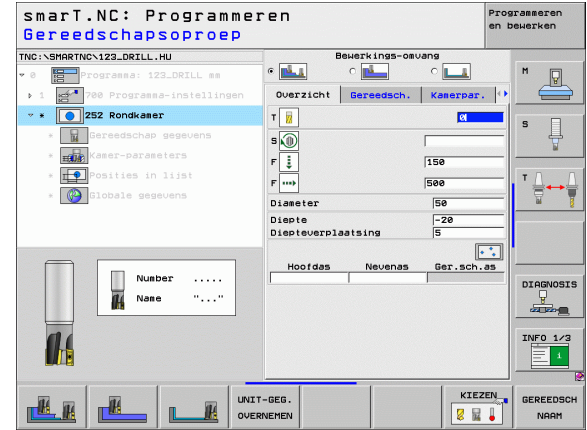 smarT.NC: Programmeren
Gereedschapsoproep
Programmeren
en bewerken
TNC:\SMARTNC\123_DRILL.HU
0 Programma: 123_DRILL mm
1 700 Programma-instellingen
* 252 Rondkamer
* Gereedschap gegevens
* Kamer-parameters
* Posities in lijst
* Globale gegevens
Bewerkings-omvang
Overzicht
Gereedsch.
Kamerpar.
T
0
S
F
150
F
500
Diameter
50
Diepte
-20
Diepteverplaatsing
5
Hoofdas
Nevenas
Ger.sch.as
Number .....
Name "..."
M
S
T
DIAGNOSIS
INFO 1/3
1
UNIT-GEG.
OVERNEMEN
KIEZEN
GEREEDSCH
NAAM